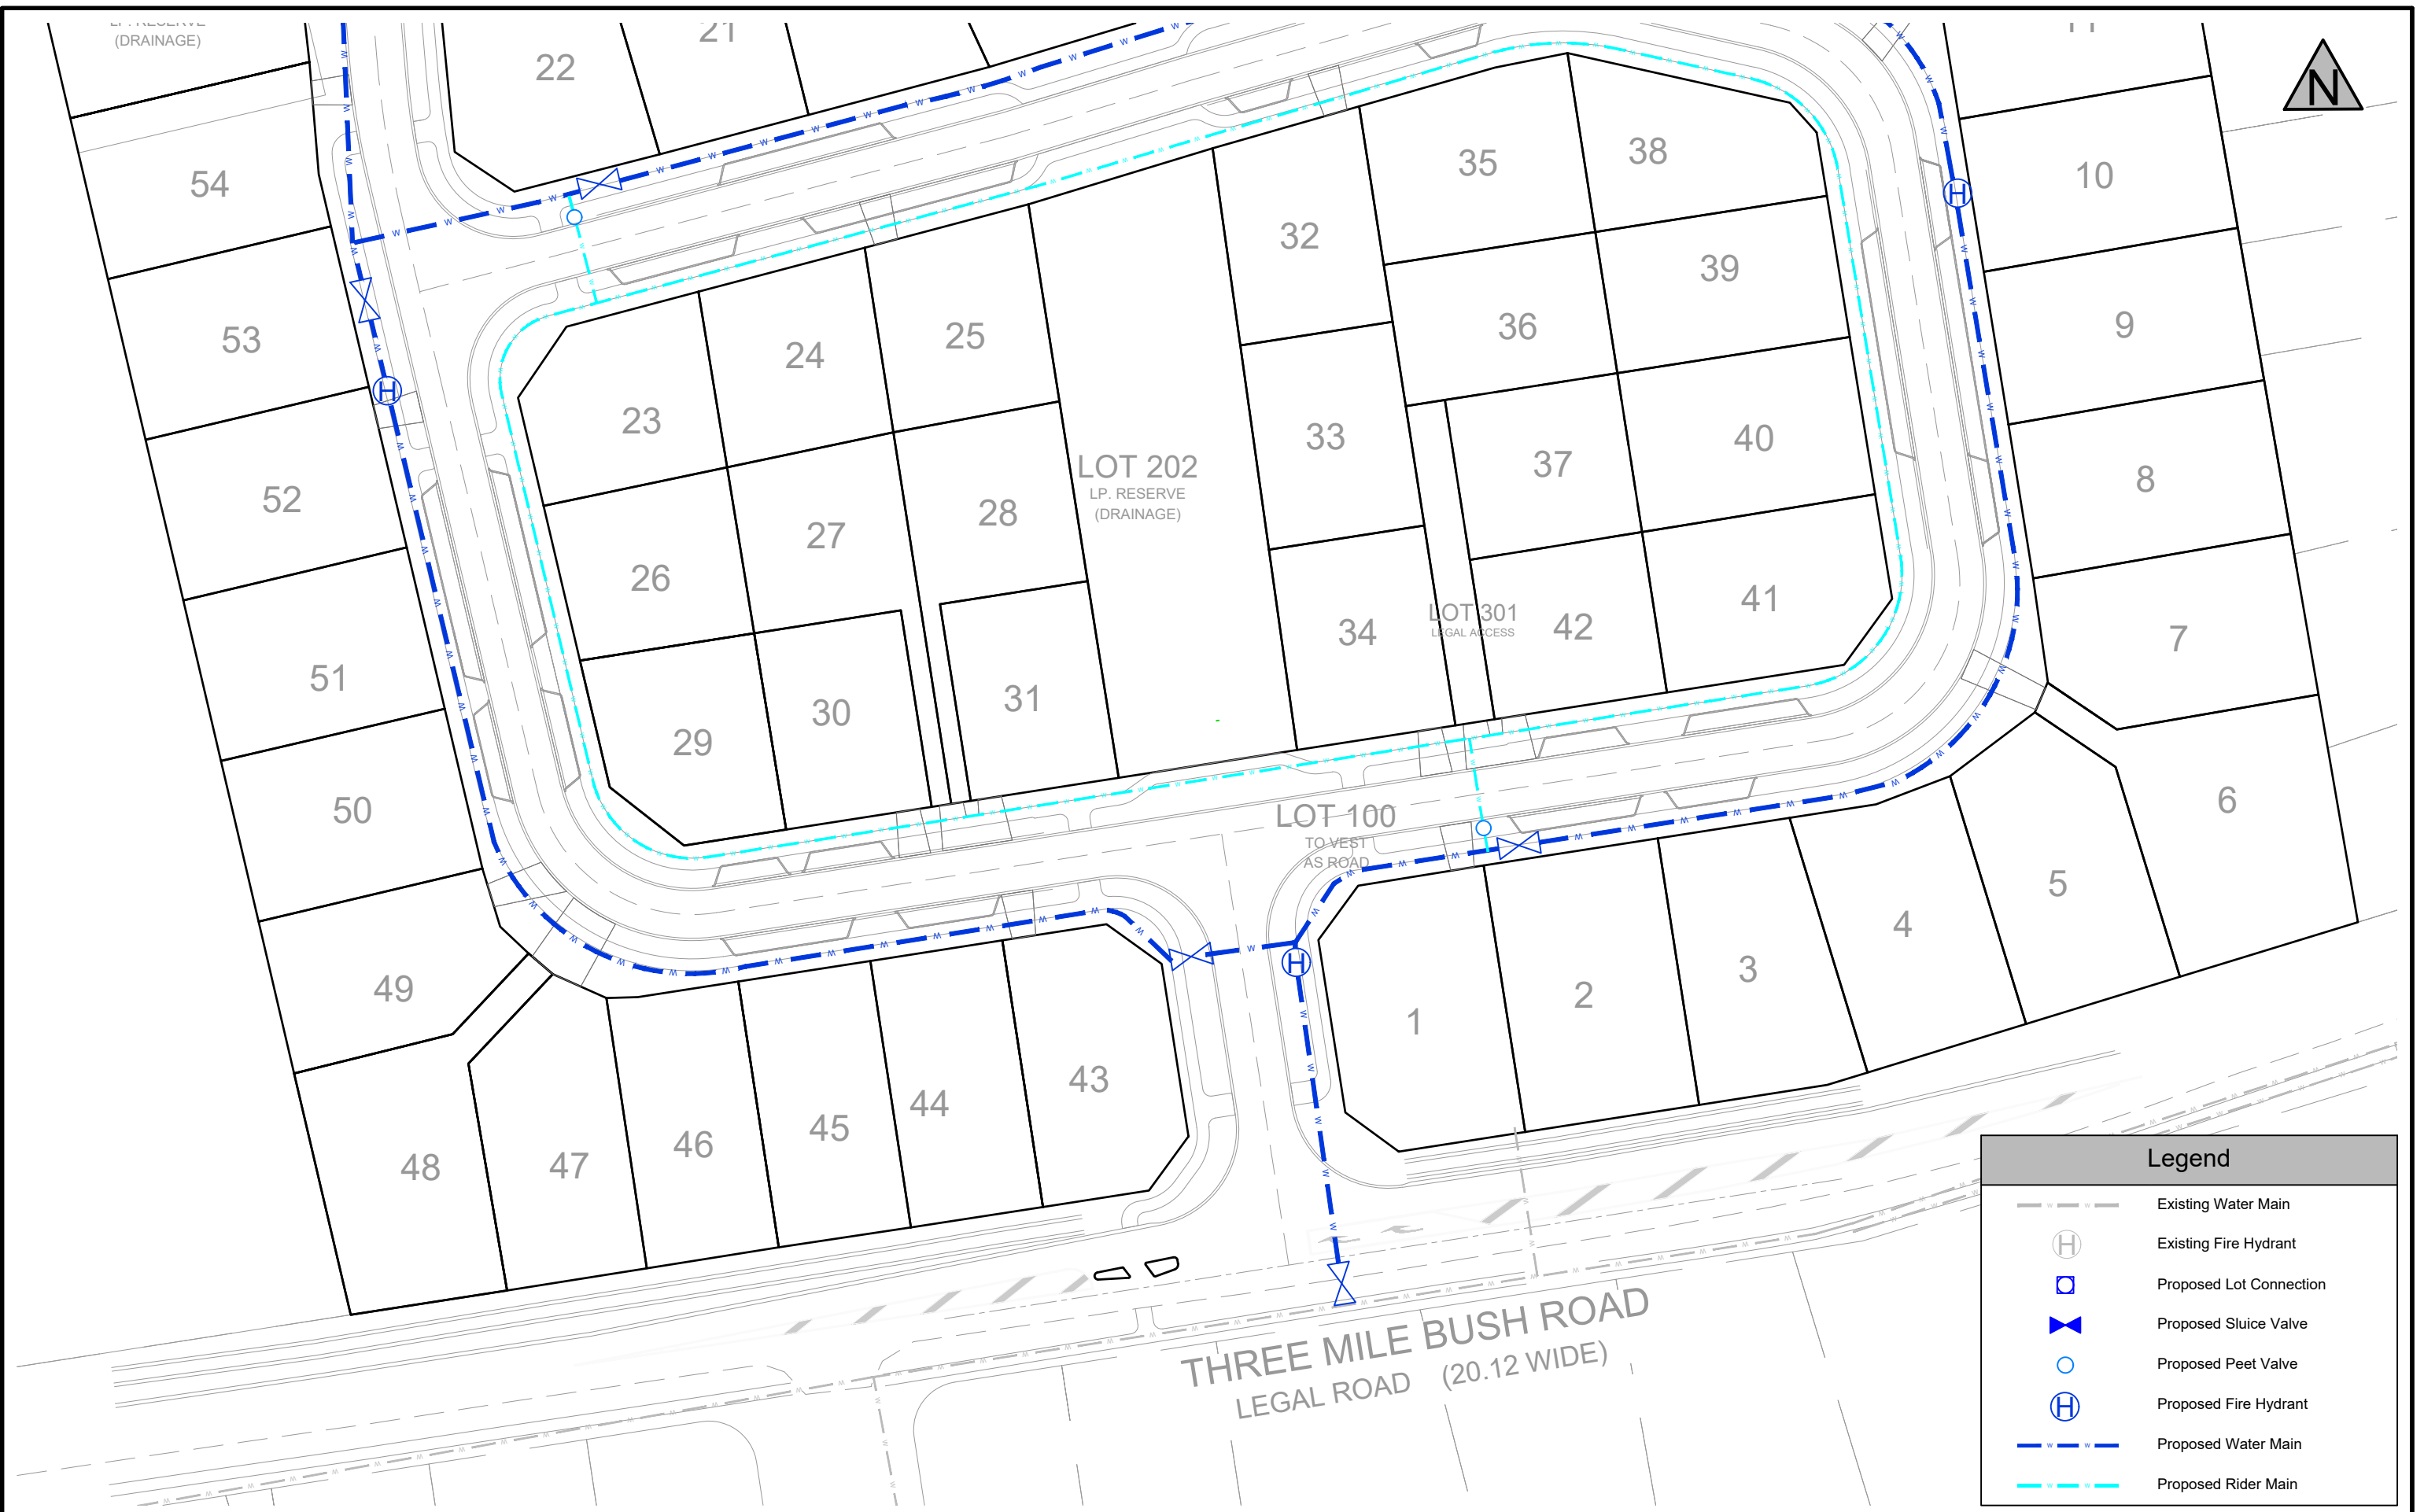 LP. RESERVE
(DRAINAGE)
21
22
11
N
54
10
35
38
32
39
53
9
36
24
25
23
33
40
37
LOT 202
LP. RESERVE
(DRAINAGE)
8
52
28
27
26
41
LOT 301
LEGAL ACCESS
42
34
7
51
31
30
29
50
LOT 100
TO VEST
AS ROAD
6
5
4
3
49
2
1
43
44
45
46
47
48
H
H
H
w
THREE MILE BUSH ROAD
LEGAL ROAD (20.12 WIDE)
Legend
w w Existing Water Main
H Existing Fire Hydrant
Proposed Lot Connection
Proposed Sluice Valve
Proposed Peet Valve
H Proposed Fire Hydrant
w w Proposed Water Main
w w Proposed Rider Main